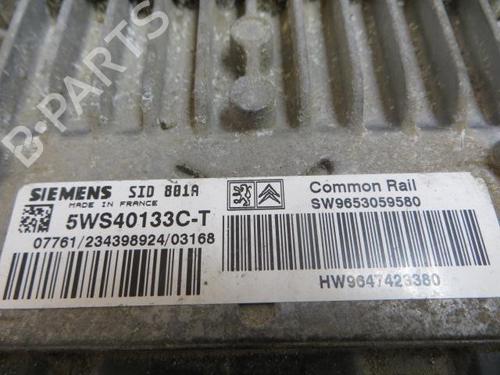 B-PARTS
SIEMENS SID 801A
MADE IN FRANCE
5WS40133C-T
07761/234398924/03168
Common Rail
SW9653059580
HW9647423380